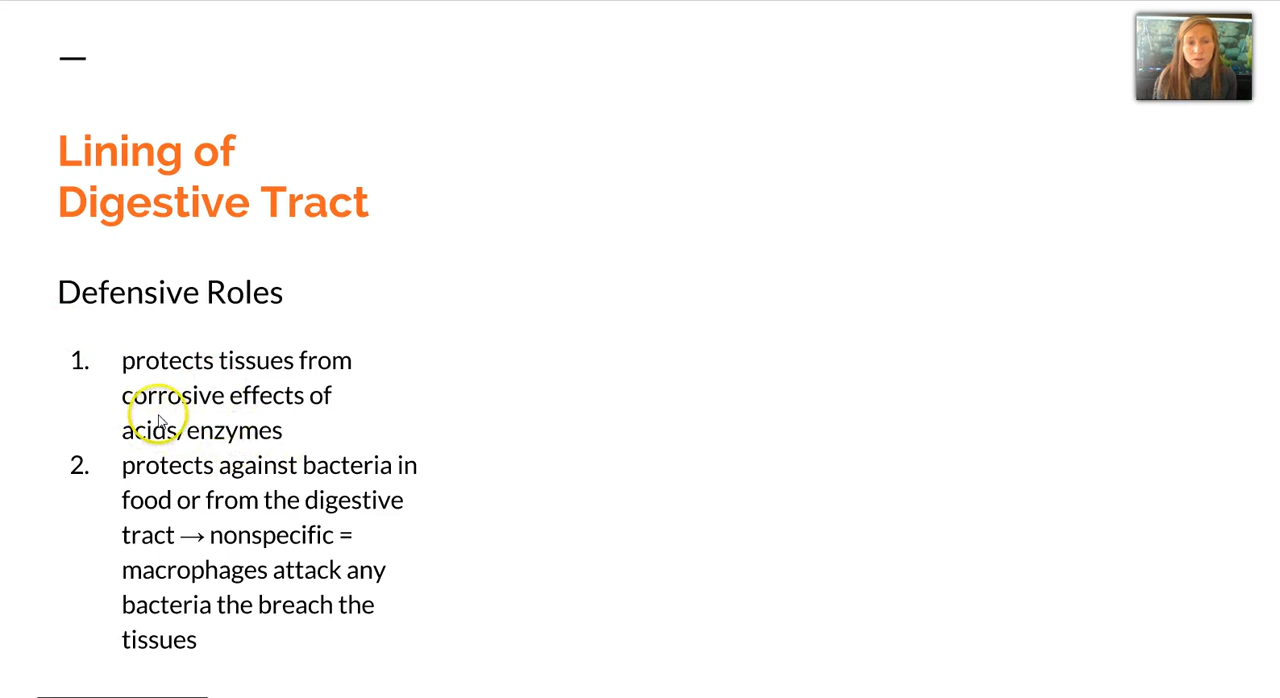 Lining of
Digestive Tract
Defensive Roles
1. protects tissues from
corrosive effects of
acids/enzymes
2. protects against bacteria in
food or from the digestive
tract → nonspecific =
macrophages attack any
bacteria the breach the
tissues